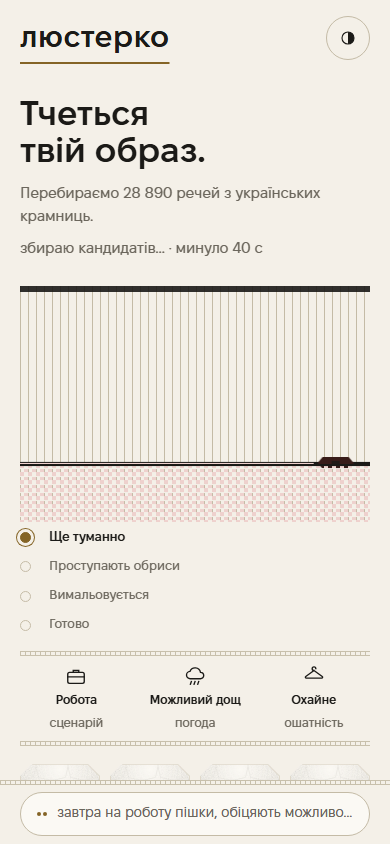 люстерко
Тчеться
твій образ.
Перебираємо 28 890 речей з українських
крамниць.
збираю кандидатів... · минуло 40 с
Ще туманно
Проступають обриси
Вимальовується
Готово
Робота
сценарій
Можливий дощ
погода
Охайне
ошатність
завтра на роботу пішки, обіцяють можливо...